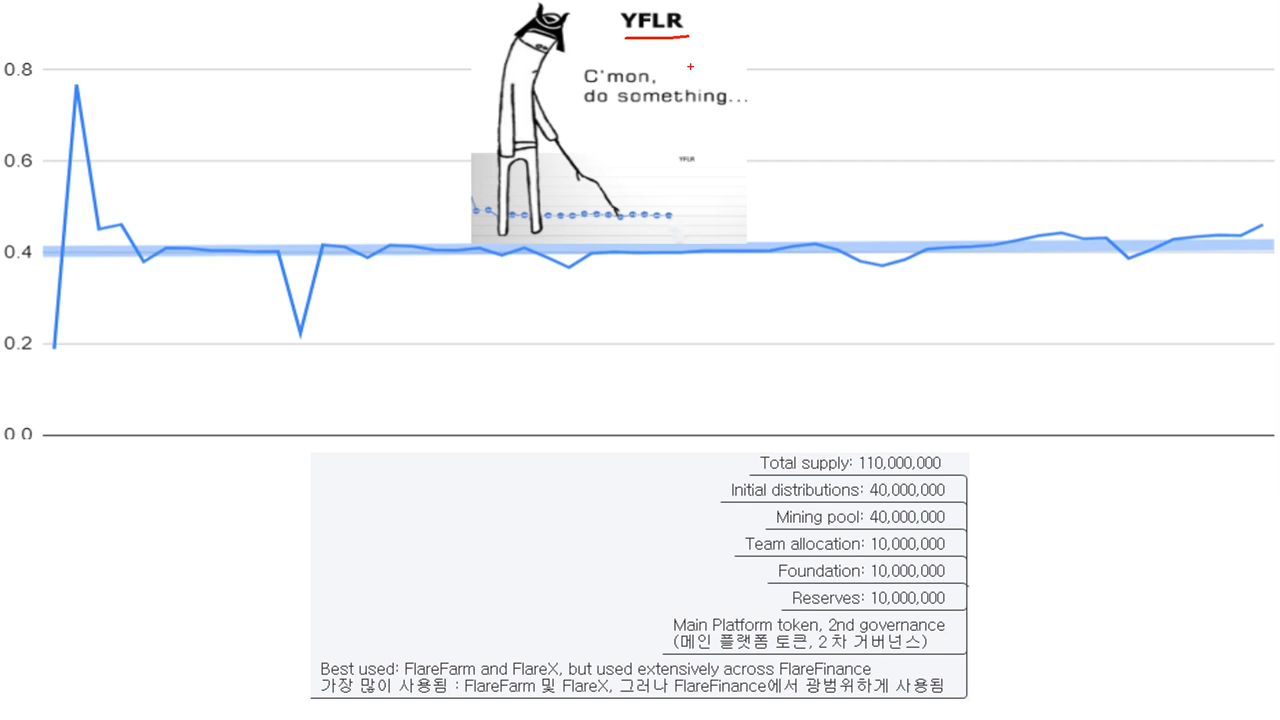 YFLR
0.8
C'mon,
do something...
0.6
YFLR
0.4
0.2
0.0
Total supply: 110,000,000
Initial distributions: 40,000,000
Mining pool: 40,000,000
Team allocation: 10,000,000
Foundation: 10,000,000
Reserves: 10,000,000
Main Platform token, 2nd governance
(메인 플랫폼 토큰, 2 차 거버넌스)
Best used: FlareFarm and FlareX, but used extensively across FlareFinance
가장 많이 사용됨 : FlareFarm 및 FlareX, 그러나 FlareFinance에서 광범위하게 사용됨